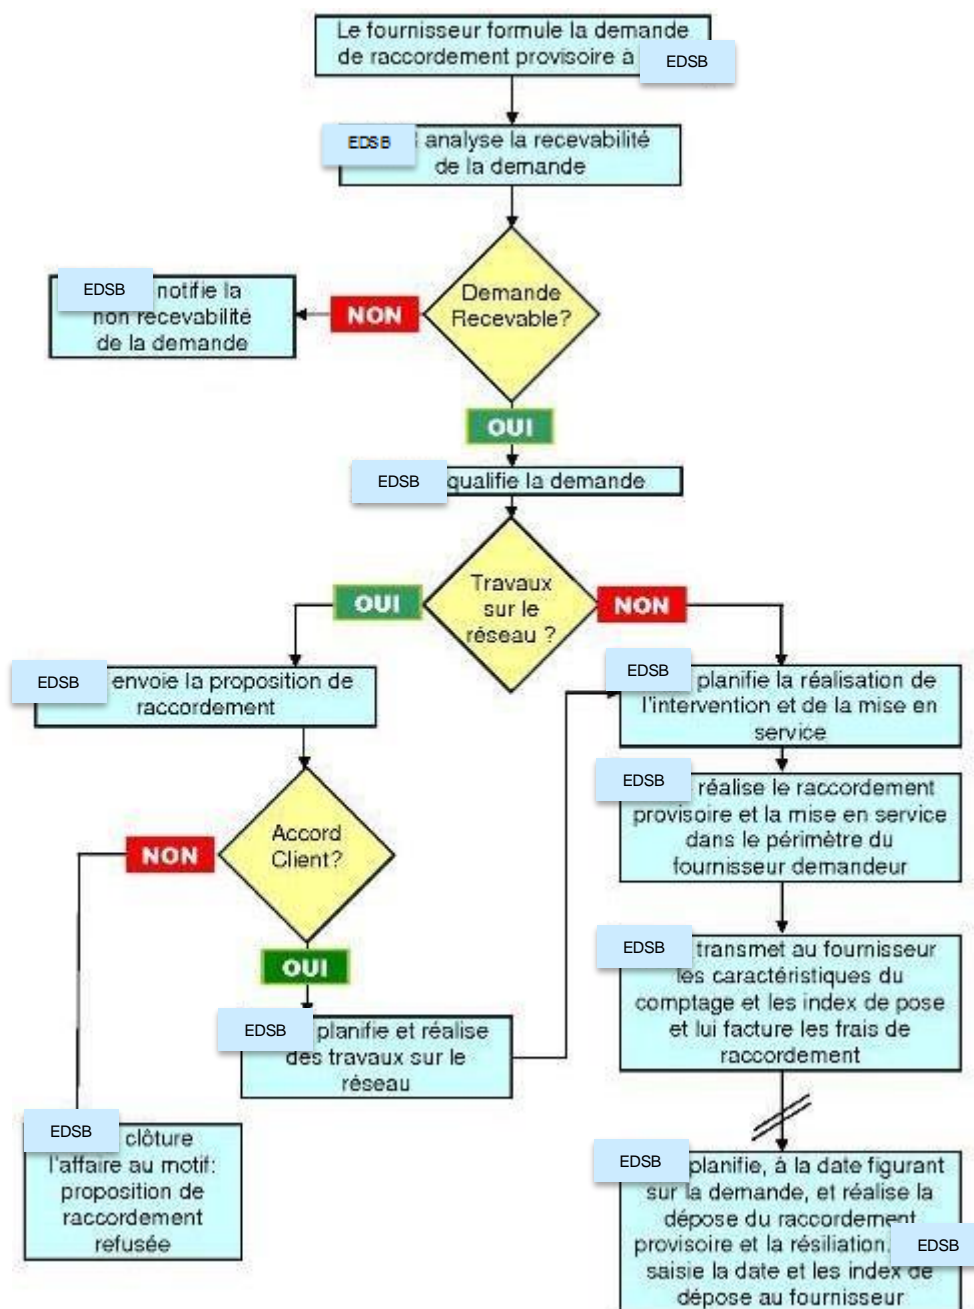 Le fournisseur formule la demande
de raccordement provisoire à EDSB
EDSB analyse la recevabilité
de la demande
Demande
Recevable?
NON
EDSB notifie la
non recevabilité
de la demande
OUI
EDSB qualifie la demande
Travaux
sur le
réseau ?
OUI
NON
EDSB envoie la proposition de
raccordement
EDSB planifie la réalisation de
l'intervention et de la mise en
service
Accord
Client?
NON
OUI
EDSB réalise le raccordement
provisoire et la mise en service
dans le périmètre du
fournisseur demandeur
EDSB transmet au fournisseur
les caractéristiques du
comptage et les index de pose
et lui facture les frais de
raccordement
EDSB planifie et réalise
des travaux sur le
réseau
EDSB clôture
l'affaire au motif:
proposition de
raccordement
refusée
EDSB planifie, à la date figurant
sur la demande, et réalise la
dépose du raccordement
provisoire et la résiliation. EDSB
saisie la date et les index de
dépose au fournisseur